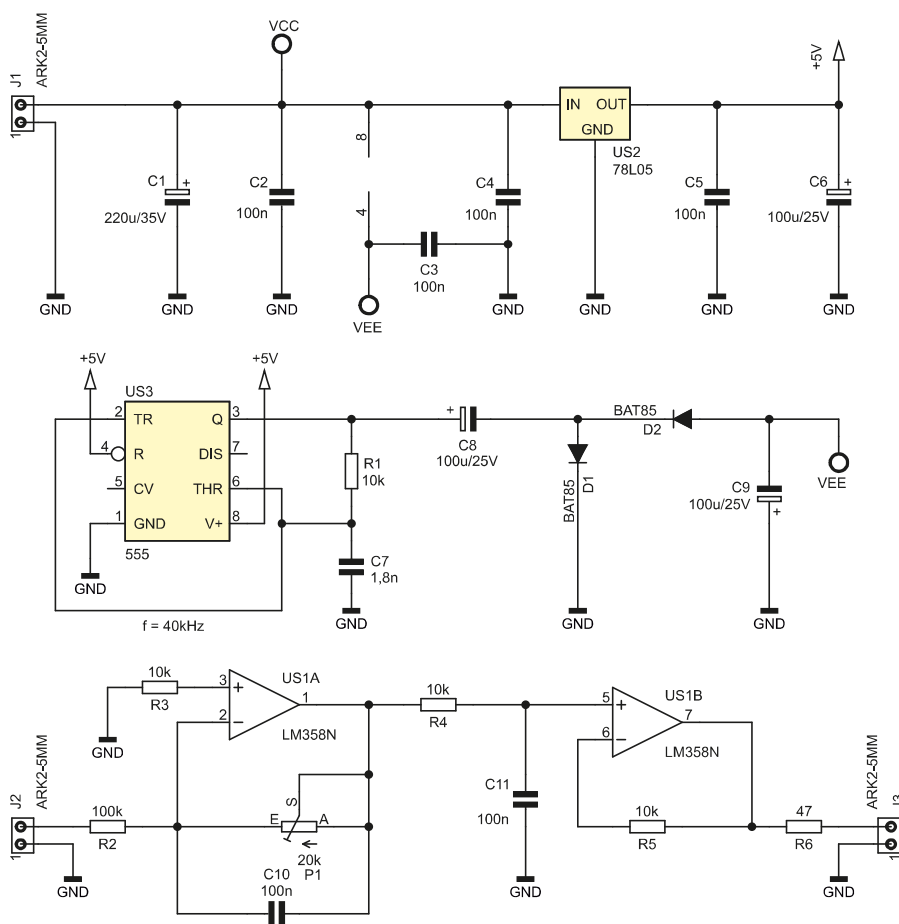 VCC
J1
ARK2-5MM
1
+5V
IN OUT
GND
US2
78L05
8
4
C1
+
220u/35V
C2
100n
C4
100n
C3
100n
C5
100n
C6
+
100u/25V
GND
GND
GND
VEE
GND
GND
GND
GND
+5V
+5V
US3
2 TR Q 3
4 R DIS 7
5 CV THR 6
1 GND V+ 8
555
GND
f = 40kHz
R1
10k
C7
1,8n
GND
+
C8
100u/25V
BAT85
D1
GND
BAT85
D2
C9
100u/25V
+
GND
VEE
10k
R3
GND
US1A
3 +
1
2 −
LM358N
10k
R4
US1B
5 +
7
6 −
LM358N
J2
ARK2-5MM
1
GND
100k
R2
S
E A
20k
P1
C10
100n
C11
100n
GND
10k
R5
47
R6
GND
ARK2-5MM
J3
1